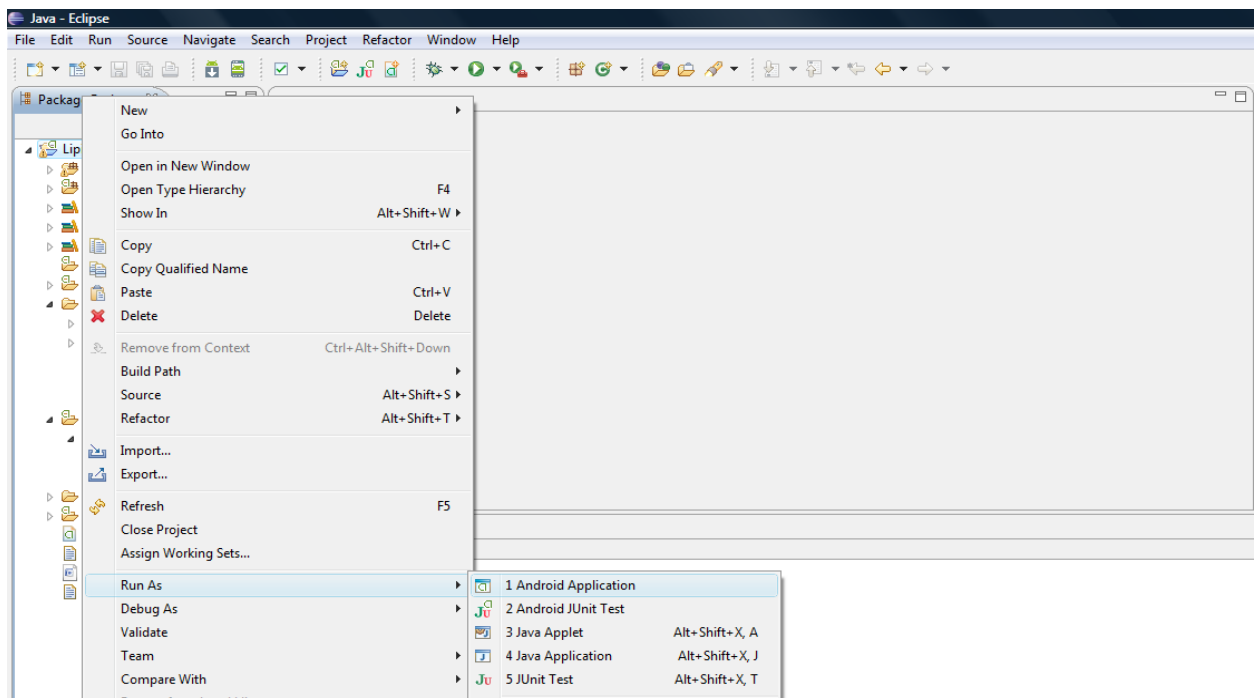 Java - Eclipse
File Edit Run Source Navigate Search Project Refactor Window Help
Packag
Lip
New
Go Into
Open in New Window
Open Type Hierarchy F4
Show In Alt+Shift+W
Copy Ctrl+C
Copy Qualified Name
Paste Ctrl+V
Delete Delete
Remove from Context Ctrl+Alt+Shift+Down
Build Path
Source Alt+Shift+S
Refactor Alt+Shift+T
Import...
Export...
Refresh F5
Close Project
Assign Working Sets...
Run As
Debug As
Validate
Team
Compare With
1 Android Application
2 Android JUnit Test
3 Java Applet Alt+Shift+X, A
4 Java Application Alt+Shift+X, J
5 JUnit Test Alt+Shift+X, T